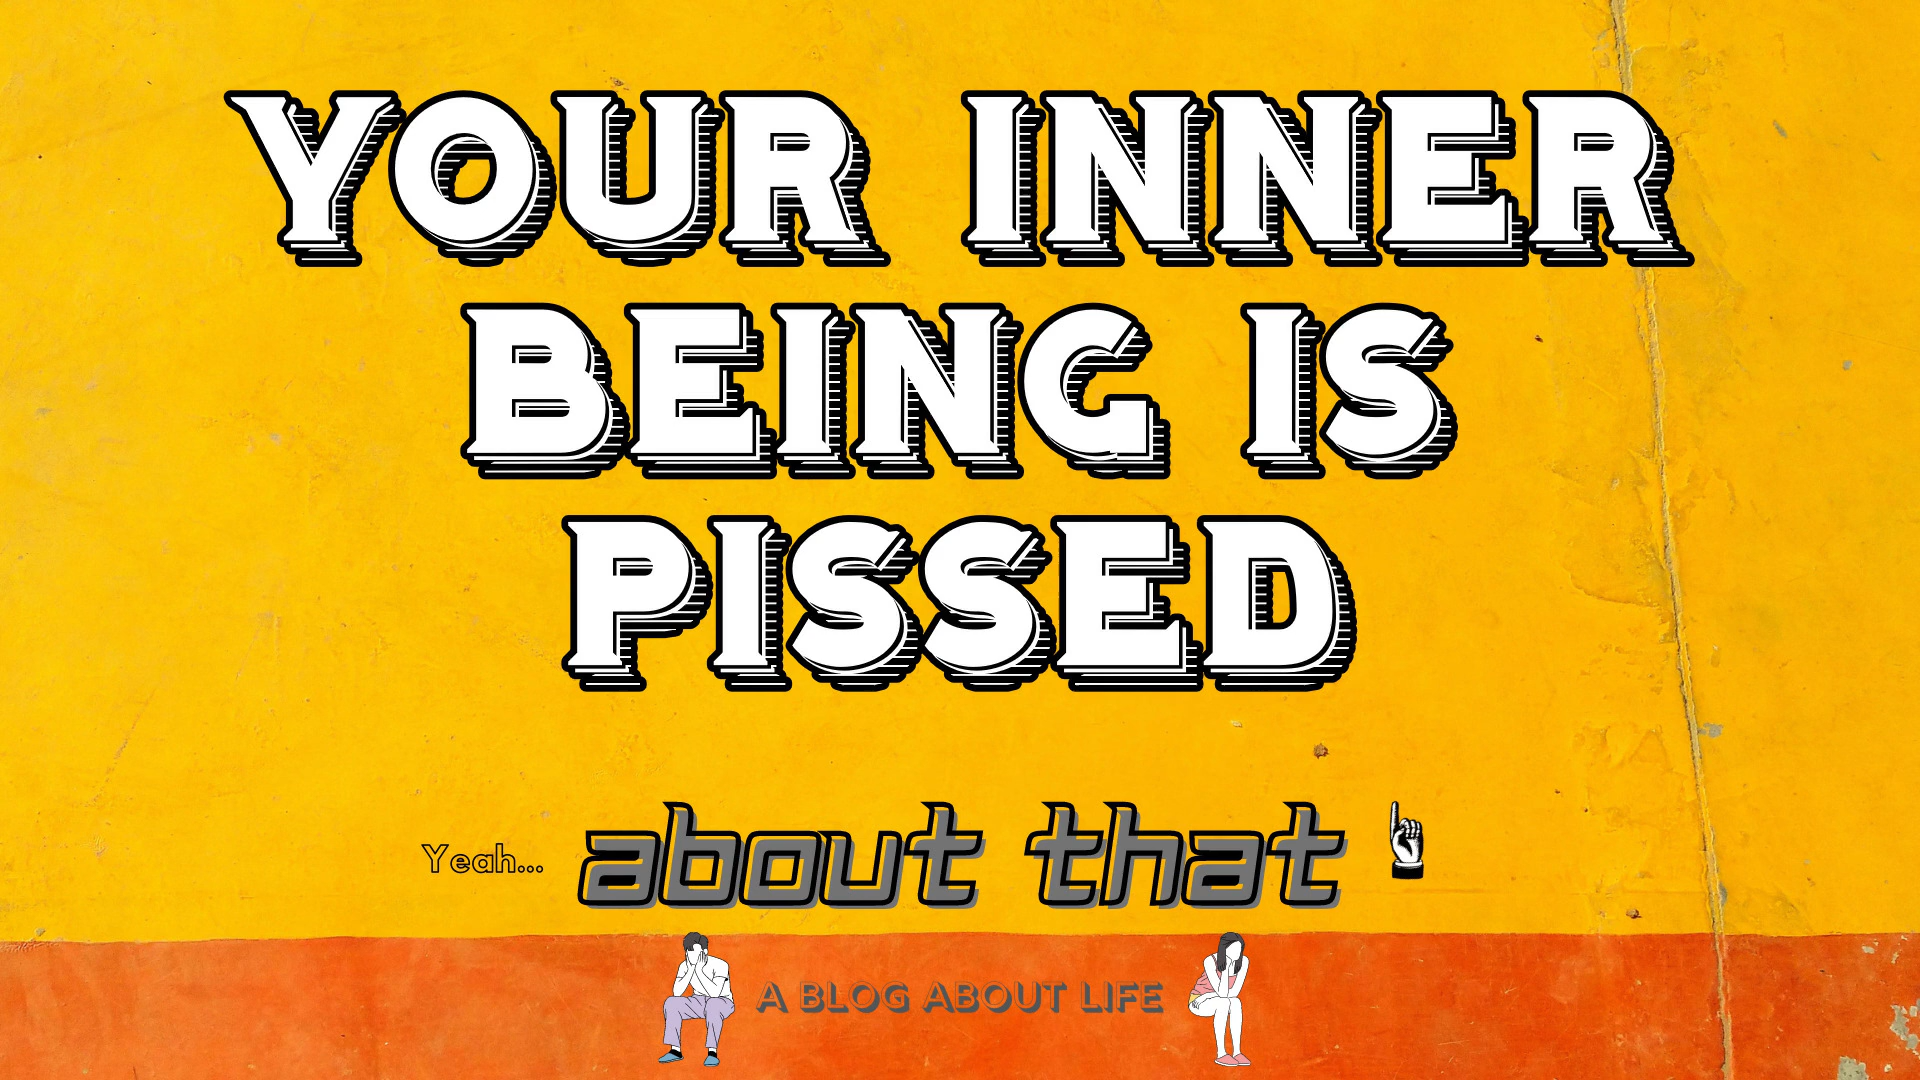 YOUR INNER
BEING IS
PISSED
Yeah... about that
A BLOG ABOUT LIFE